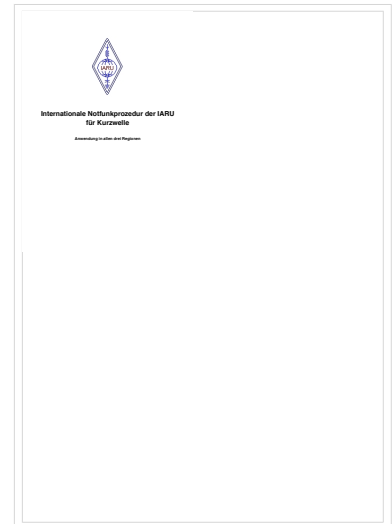 IARU
Internationale Notfunkprozedur der IARU
für Kurzwelle
Anwendung in allen drei Regionen